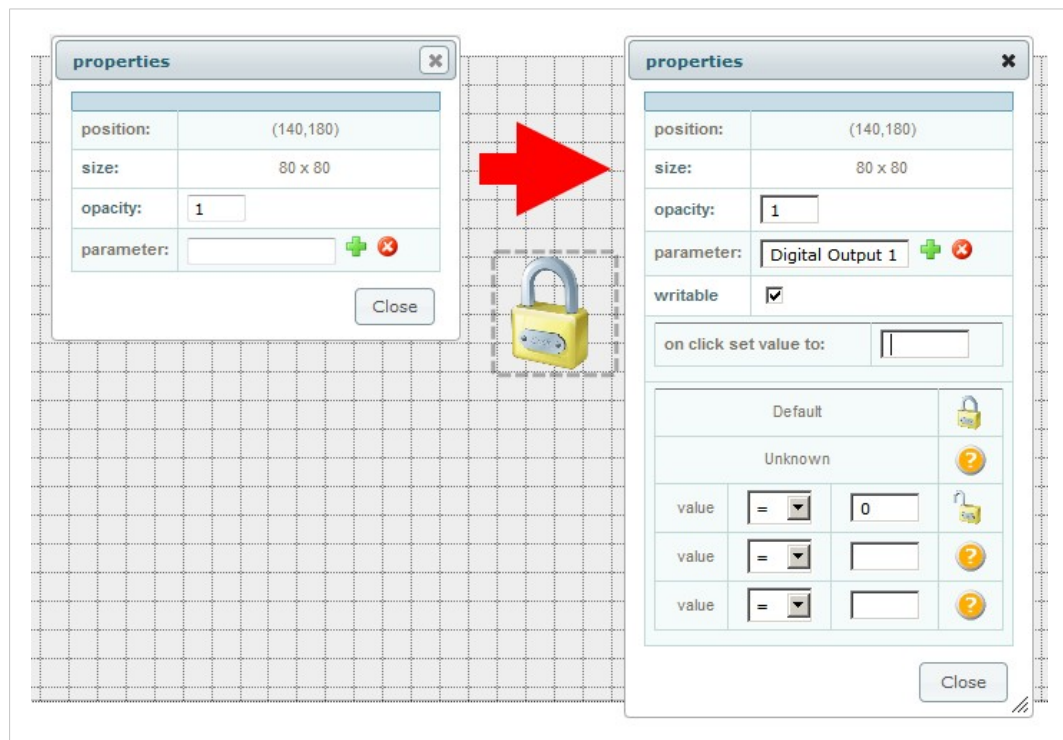 properties
position: (140,180)
size: 80 x 80
opacity: 1
parameter:
Close
properties
position: (140,180)
size: 80 x 80
opacity: 1
parameter: Digital Output 1
writable
on click set value to:
Default
Unknown
value = 0
value =
value =
Close